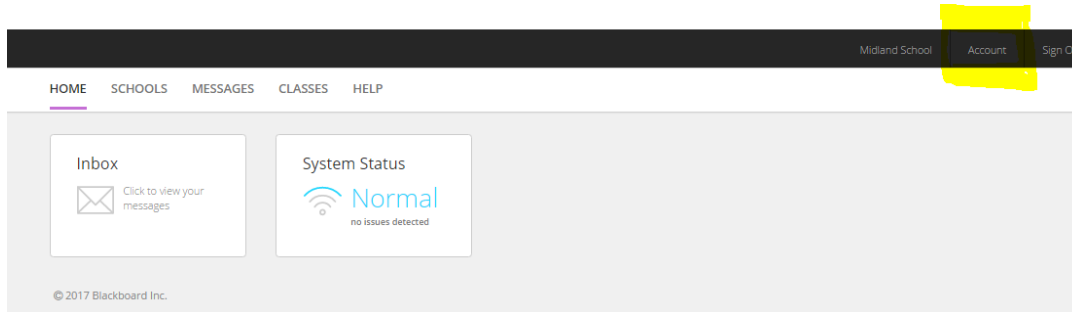 Midland School Account Sign O
HOME SCHOOLS MESSAGES CLASSES HELP
Inbox
Click to view your
messages
System Status
Normal
no issues detected
© 2017 Blackboard Inc.